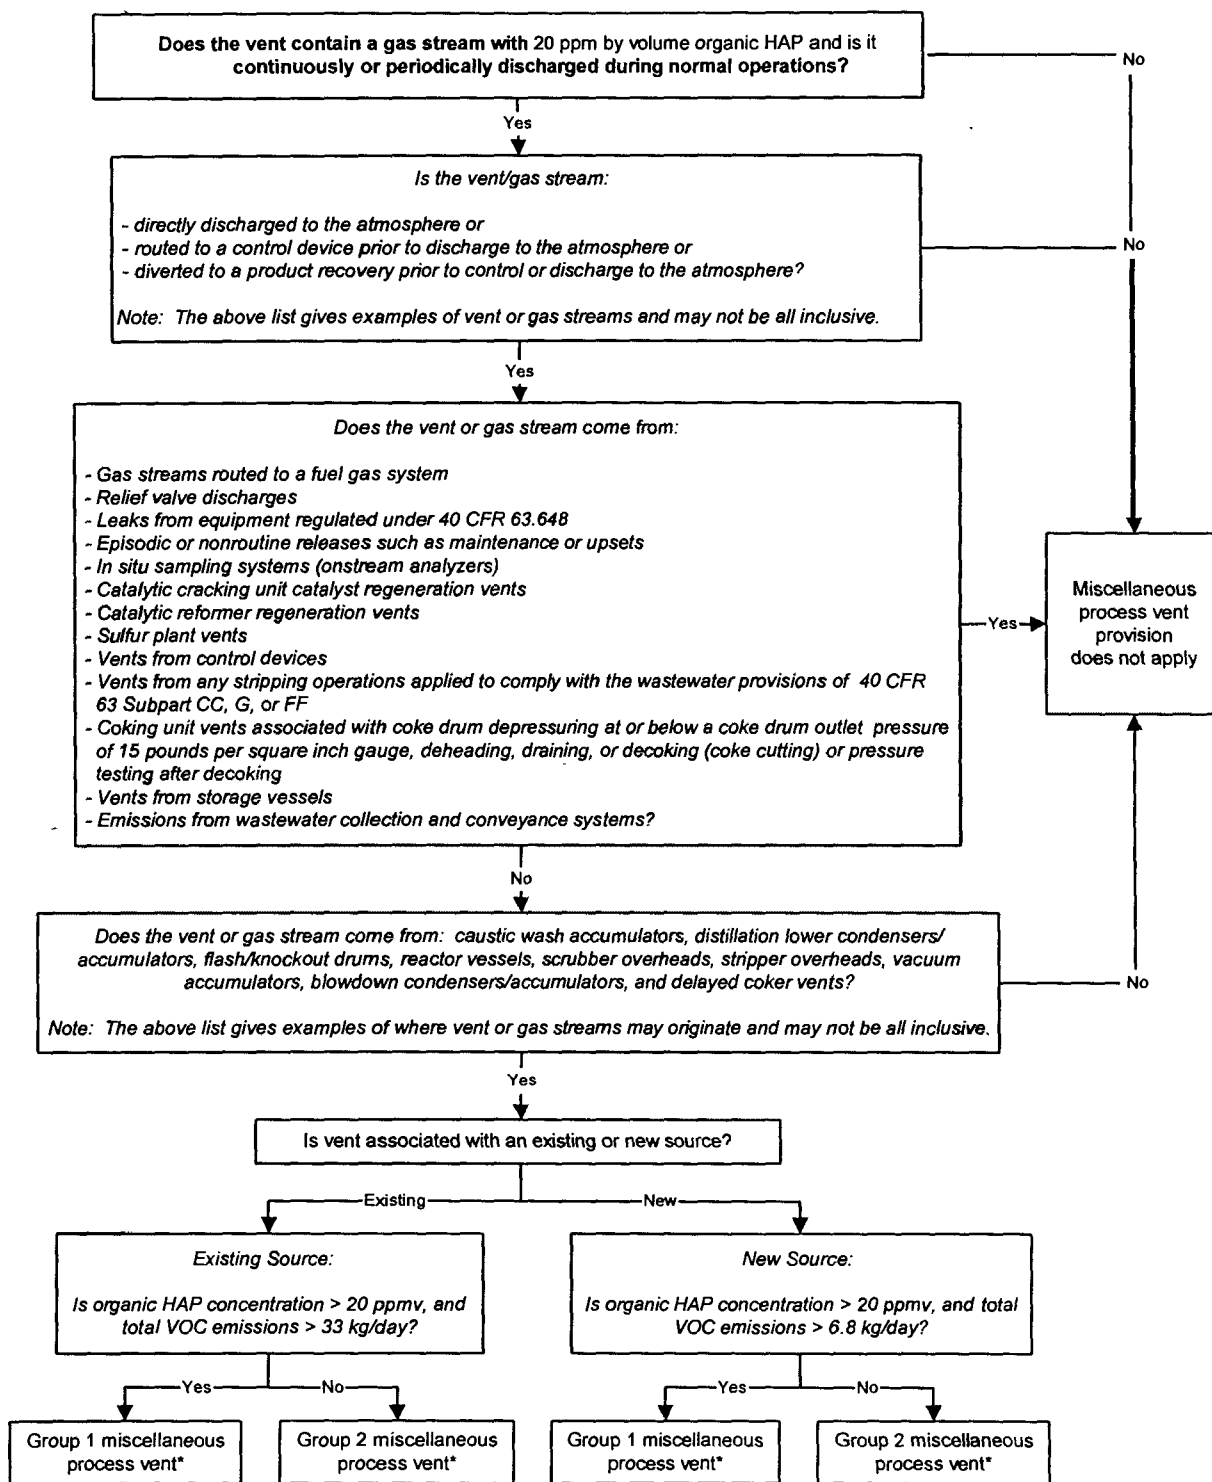 Does the vent contain a gas stream with 20 ppm by volume organic HAP and is it
continuously or periodically discharged during normal operations?
No
Yes
Is the vent/gas stream:
- directly discharged to the atmosphere or
- routed to a control device prior to discharge to the atmosphere or
- diverted to a product recovery prior to control or discharge to the atmosphere?
Note: The above list gives examples of vent or gas streams and may not be all inclusive.
No
Yes
Does the vent or gas stream come from:
- Gas streams routed to a fuel gas system
- Relief valve discharges
- Leaks from equipment regulated under 40 CFR 63.648
- Episodic or nonroutine releases such as maintenance or upsets
- In situ sampling systems (onstream analyzers)
- Catalytic cracking unit catalyst regeneration vents
- Catalytic reformer regeneration vents
- Sulfur plant vents
- Vents from control devices
- Vents from any stripping operations applied to comply with the wastewater provisions of 40 CFR
63 Subpart CC, G, or FF
- Coking unit vents associated with coke drum depressuring at or below a coke drum outlet pressure
of 15 pounds per square inch gauge, deheading, draining, or decoking (coke cutting) or pressure
testing after decoking
- Vents from storage vessels
- Emissions from wastewater collection and conveyance systems?
Yes
Miscellaneous
process vent
provision
does not apply
No
Does the vent or gas stream come from: caustic wash accumulators, distillation lower condensers/
accumulators, flash/knockout drums, reactor vessels, scrubber overheads, stripper overheads, vacuum
accumulators, blowdown condensers/accumulators, and delayed coker vents?
Note: The above list gives examples of where vent or gas streams may originate and may not be all inclusive.
No
Yes
Is vent associated with an existing or new source?
Existing
New
Existing Source:
Is organic HAP concentration > 20 ppmv, and
total VOC emissions > 33 kg/day?
New Source:
Is organic HAP concentration > 20 ppmv, and total
VOC emissions > 6.8 kg/day?
Yes
No
Yes
No
Group 1 miscellaneous
process vent*
Group 2 miscellaneous
process vent*
Group 1 miscellaneous
process vent*
Group 2 miscellaneous
process vent*